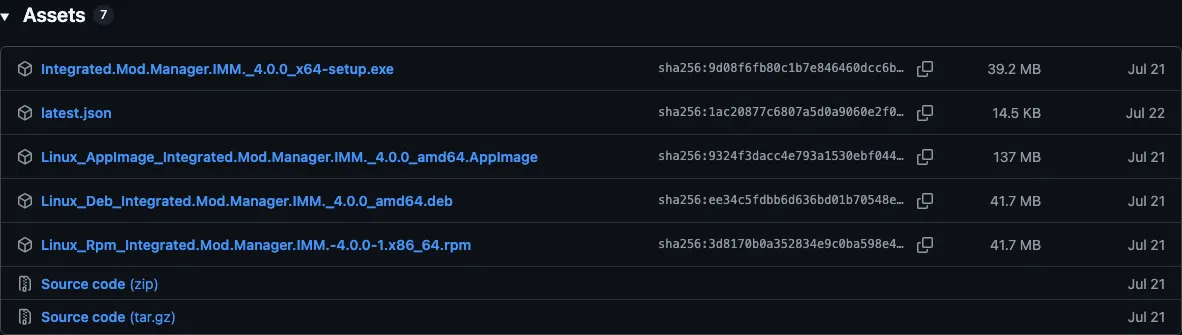 Assets 7
Integrated.Mod.Manager.IMM._4.0.0_x64-setup.exe sha256:9d08f6fb80c1b7e846460dcc6b… 39.2 MB Jul 21
latest.json sha256:1ac20877c6807a5d0a9060e2f0… 14.5 KB Jul 22
Linux_AppImage_Integrated.Mod.Manager.IMM._4.0.0_amd64.AppImage sha256:9324f3dacc4e793a1530ebf044… 137 MB Jul 21
Linux_Deb_Integrated.Mod.Manager.IMM._4.0.0_amd64.deb sha256:ee34c5fdbb6d636bd01b70548e… 41.7 MB Jul 21
Linux_Rpm_Integrated.Mod.Manager.IMM.-4.0.0-1.x86_64.rpm sha256:3d8170b0a352834e9c0ba598e4… 41.7 MB Jul 21
Source code (zip) Jul 21
Source code (tar.gz) Jul 21